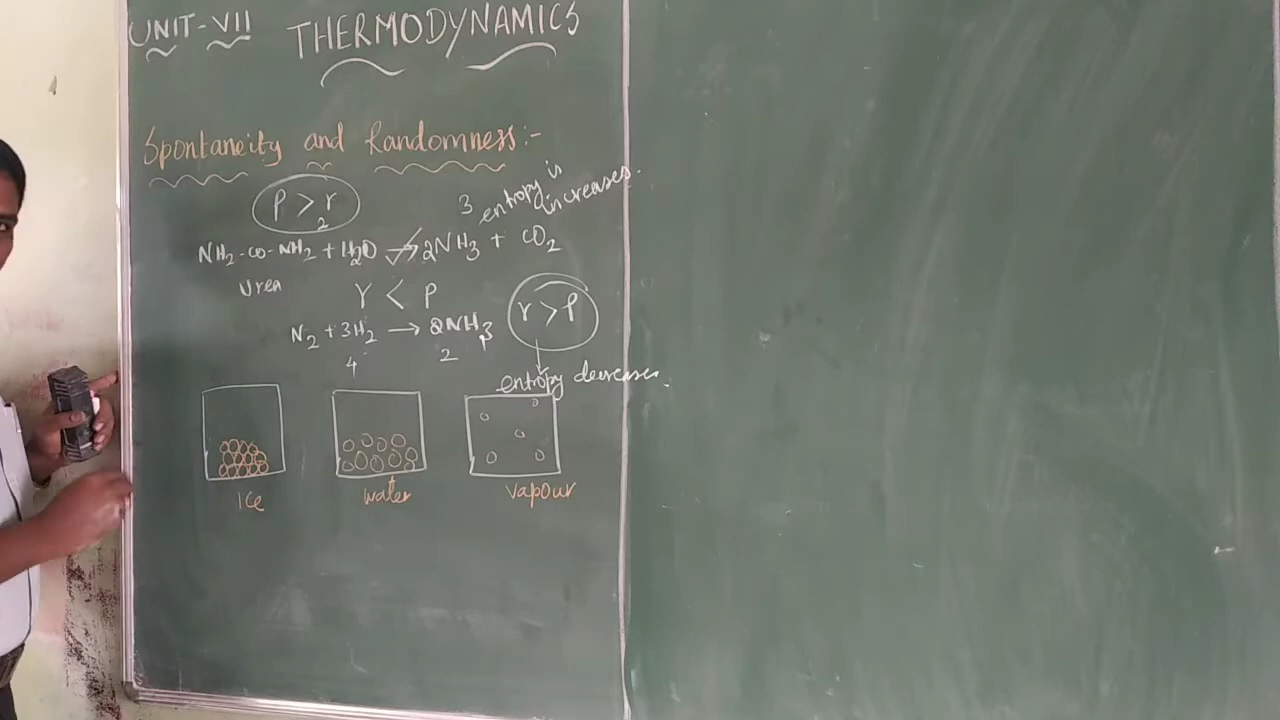 UNIT-VII THERMODYNAMICS
Spontaneity and Randomness:-
P > r
2
3 entropy is increases.
NH2-CO-NH2 + H2O → 2NH3 + CO2
Urea
r < P
r > P
N2 + 3H2 → 2NH3
4 2
entropy decreases.
ice water vapour